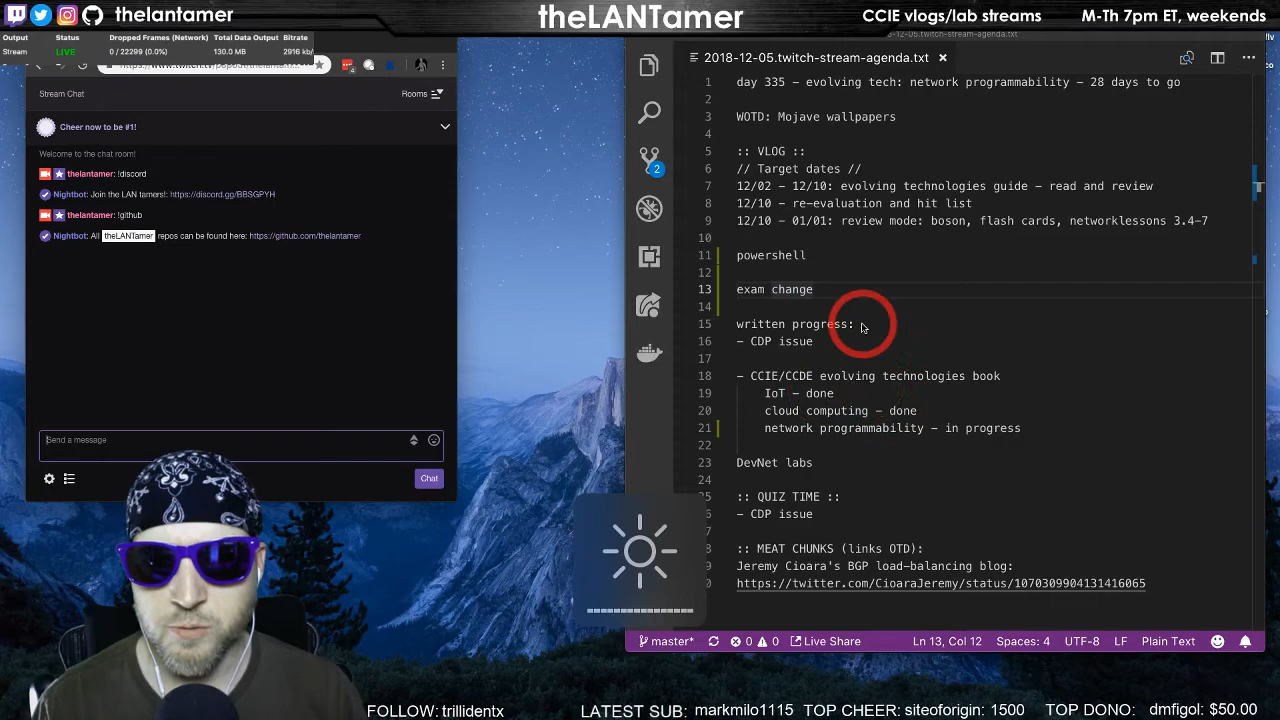 thelantamer
theLANTamer
CCIE vlogs/lab streams
M-Th 7pm ET, weekends
Output Status Dropped Frames (Network) Total Data Output Bitrate
Stream LIVE 0 / 22299 (0.0%) 130.0 MB 2916 kb/s
Stream Chat
Rooms
Cheer now to be #1!
Welcome to the chat room!
thelantamer: !discord
Nightbot: Join the LAN tamers!: https://discord.gg/BBSGPYH
thelantamer: !github
Nightbot: All theLANTamer repos can be found here: https://github.com/thelantamer
Send a message
Chat
2018-12-05.twitch-stream-agenda.txt
2018-12-05.twitch-stream-agenda.txt
2
1 day 335 - evolving tech: network programmability - 28 days to go
2
3 WOTD: Mojave wallpapers
4
5 :: VLOG ::
6 // Target dates //
7 12/02 - 12/10: evolving technologies guide - read and review
8 12/10 - re-evaluation and hit list
9 12/10 - 01/01: review mode: boson, flash cards, networklessons 3.4-7
10
11 powershell
12
13 exam change
14
15 written progress:
16 - CDP issue
17
18 - CCIE/CCDE evolving technologies book
19 IoT - done
20 cloud computing - done
21 network programmability - in progress
22
23 DevNet labs
24
25 :: QUIZ TIME ::
- CDP issue
:: MEAT CHUNKS (links OTD):
Jeremy Cioara's BGP load-balancing blog:
https://twitter.com/CioaraJeremy/status/1070309904131416065
master* 0 0 Live Share Ln 13, Col 12 Spaces: 4 UTF-8 LF Plain Text
FOLLOW: trillidentx
LATEST SUB: markmilo1115
TOP CHEER: siteoforigin: 1500
TOP DONO: dmfigol: $50.00